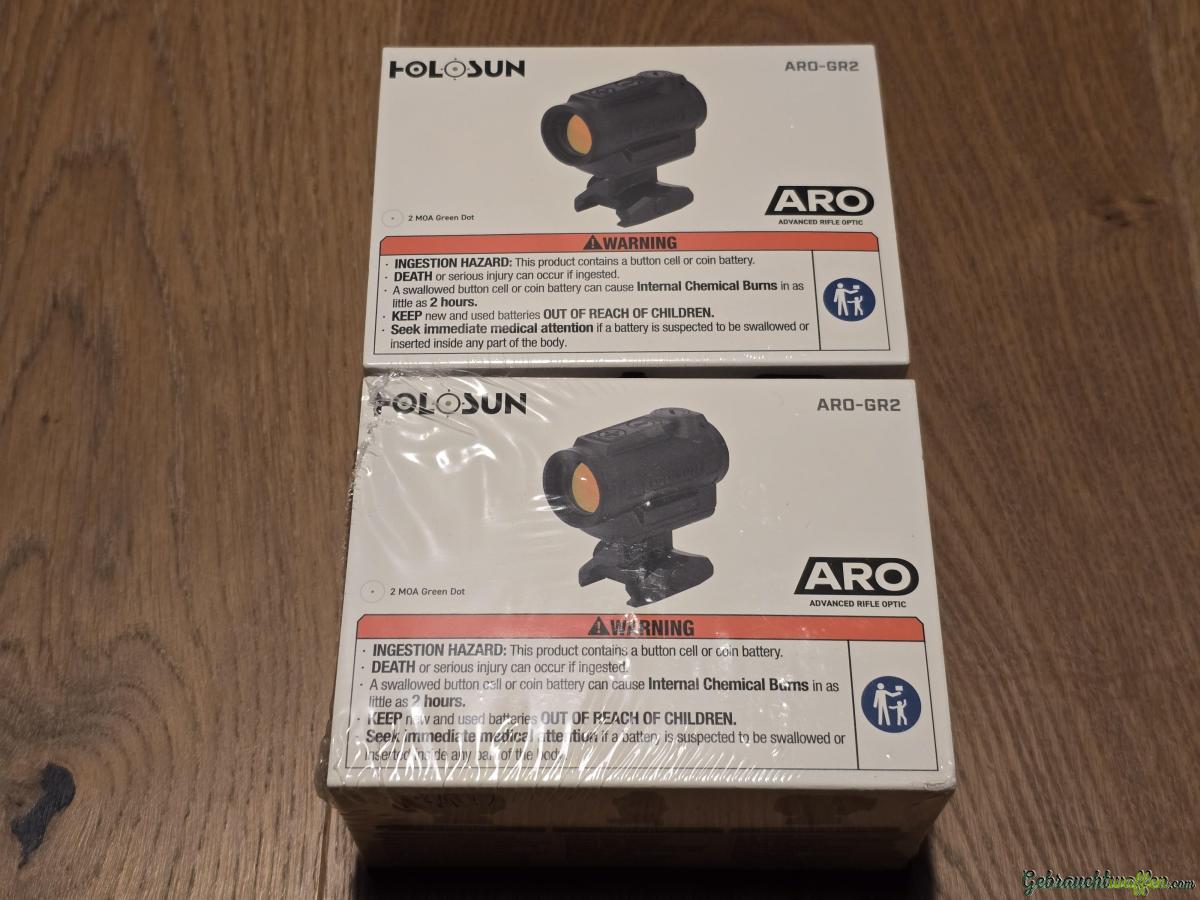 HOLOSUN
ARO-GR2
ARO
ADVANCED RIFLE OPTIC
2 MOA Green Dot
WARNING
· INGESTION HAZARD: This product contains a button cell or coin battery.
· DEATH or serious injury can occur if ingested.
· A swallowed button cell or coin battery can cause Internal Chemical Burns in as
little as 2 hours.
· KEEP new and used batteries OUT OF REACH OF CHILDREN.
· Seek immediate medical attention if a battery is suspected to be swallowed or
inserted inside any part of the body.
HOLOSUN
ARO-GR2
ARO
ADVANCED RIFLE OPTIC
2 MOA Green Dot
WARNING
· INGESTION HAZARD: This product contains a button cell or coin battery.
· DEATH or serious injury can occur if ingested.
· A swallowed button cell or coin battery can cause Internal Chemical Burns in as
little as 2 hours.
· KEEP new and used batteries OUT OF REACH OF CHILDREN.
· Seek immediate medical attention if a battery is suspected to be swallowed or
inserted inside any part of the body.
Gebrauchtwaffen.com